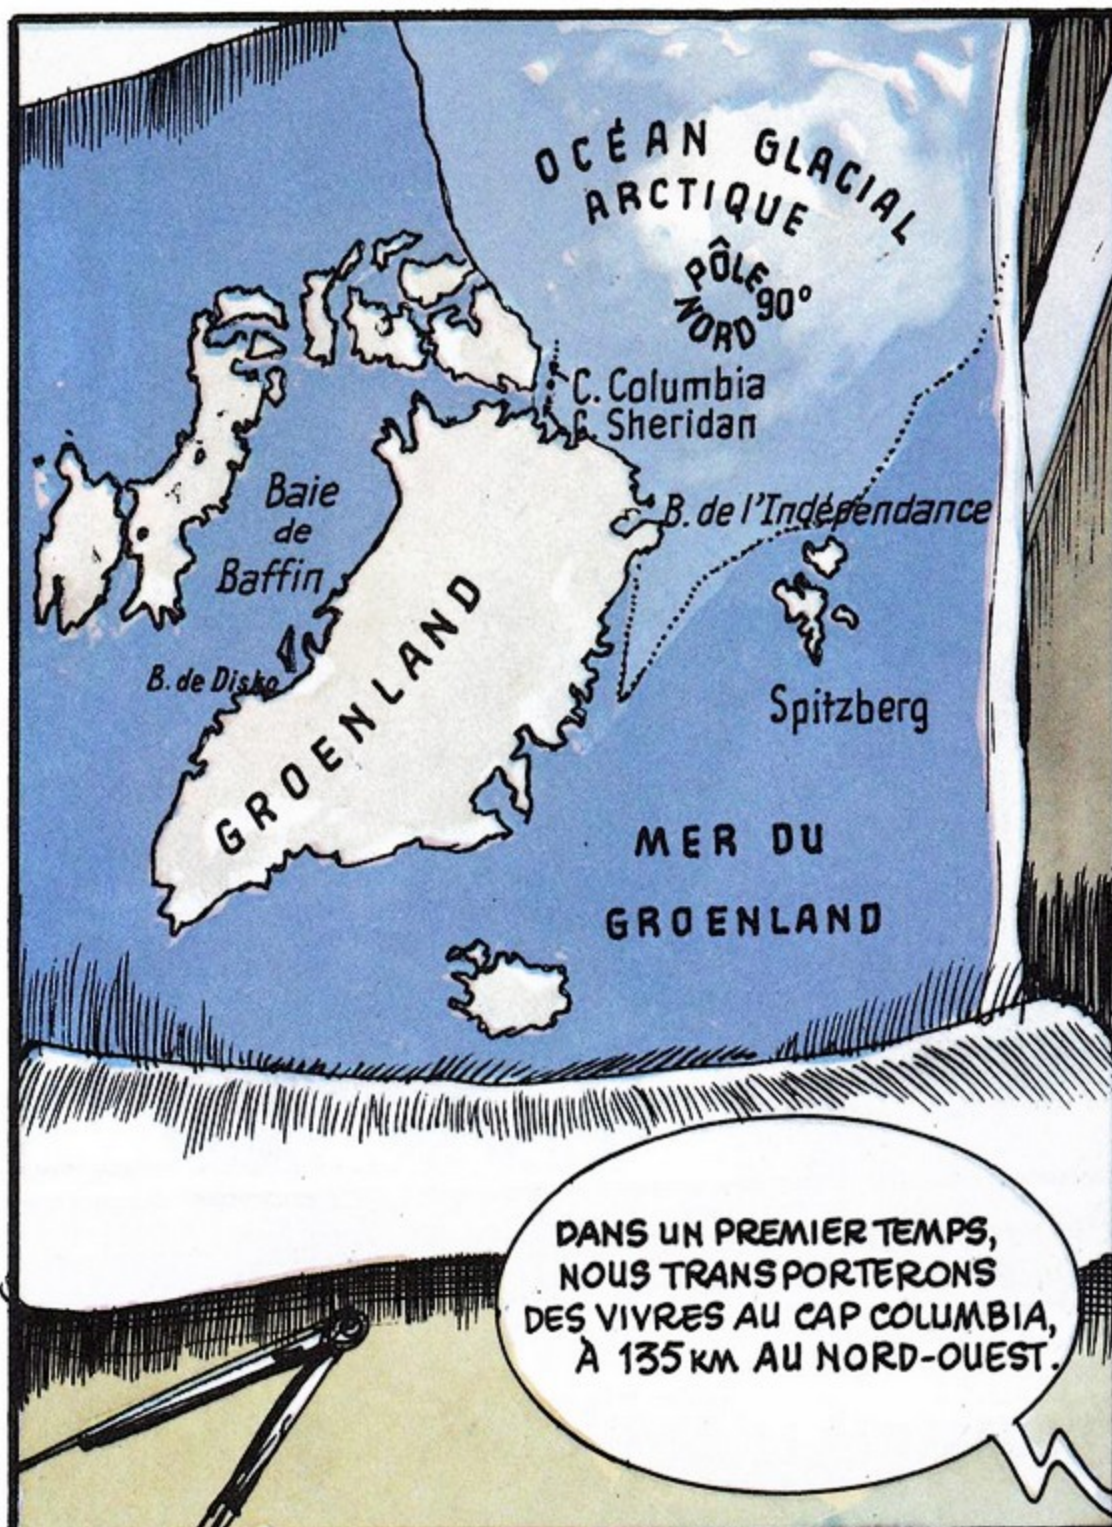 OCÉAN GLACIAL
ARCTIQUE
PÔLE
NORD
90°
C. Columbia
C. Sheridan
Baie
de
Baffin
B. de l'Indépendance
GROENLAND
B. de Disko
Spitzberg
MER DU
GROENLAND
DANS UN PREMIER TEMPS,
NOUS TRANSPORTERONS
DES VIVRES AU CAP COLUMBIA,
À 135 KM AU NORD-OUEST.